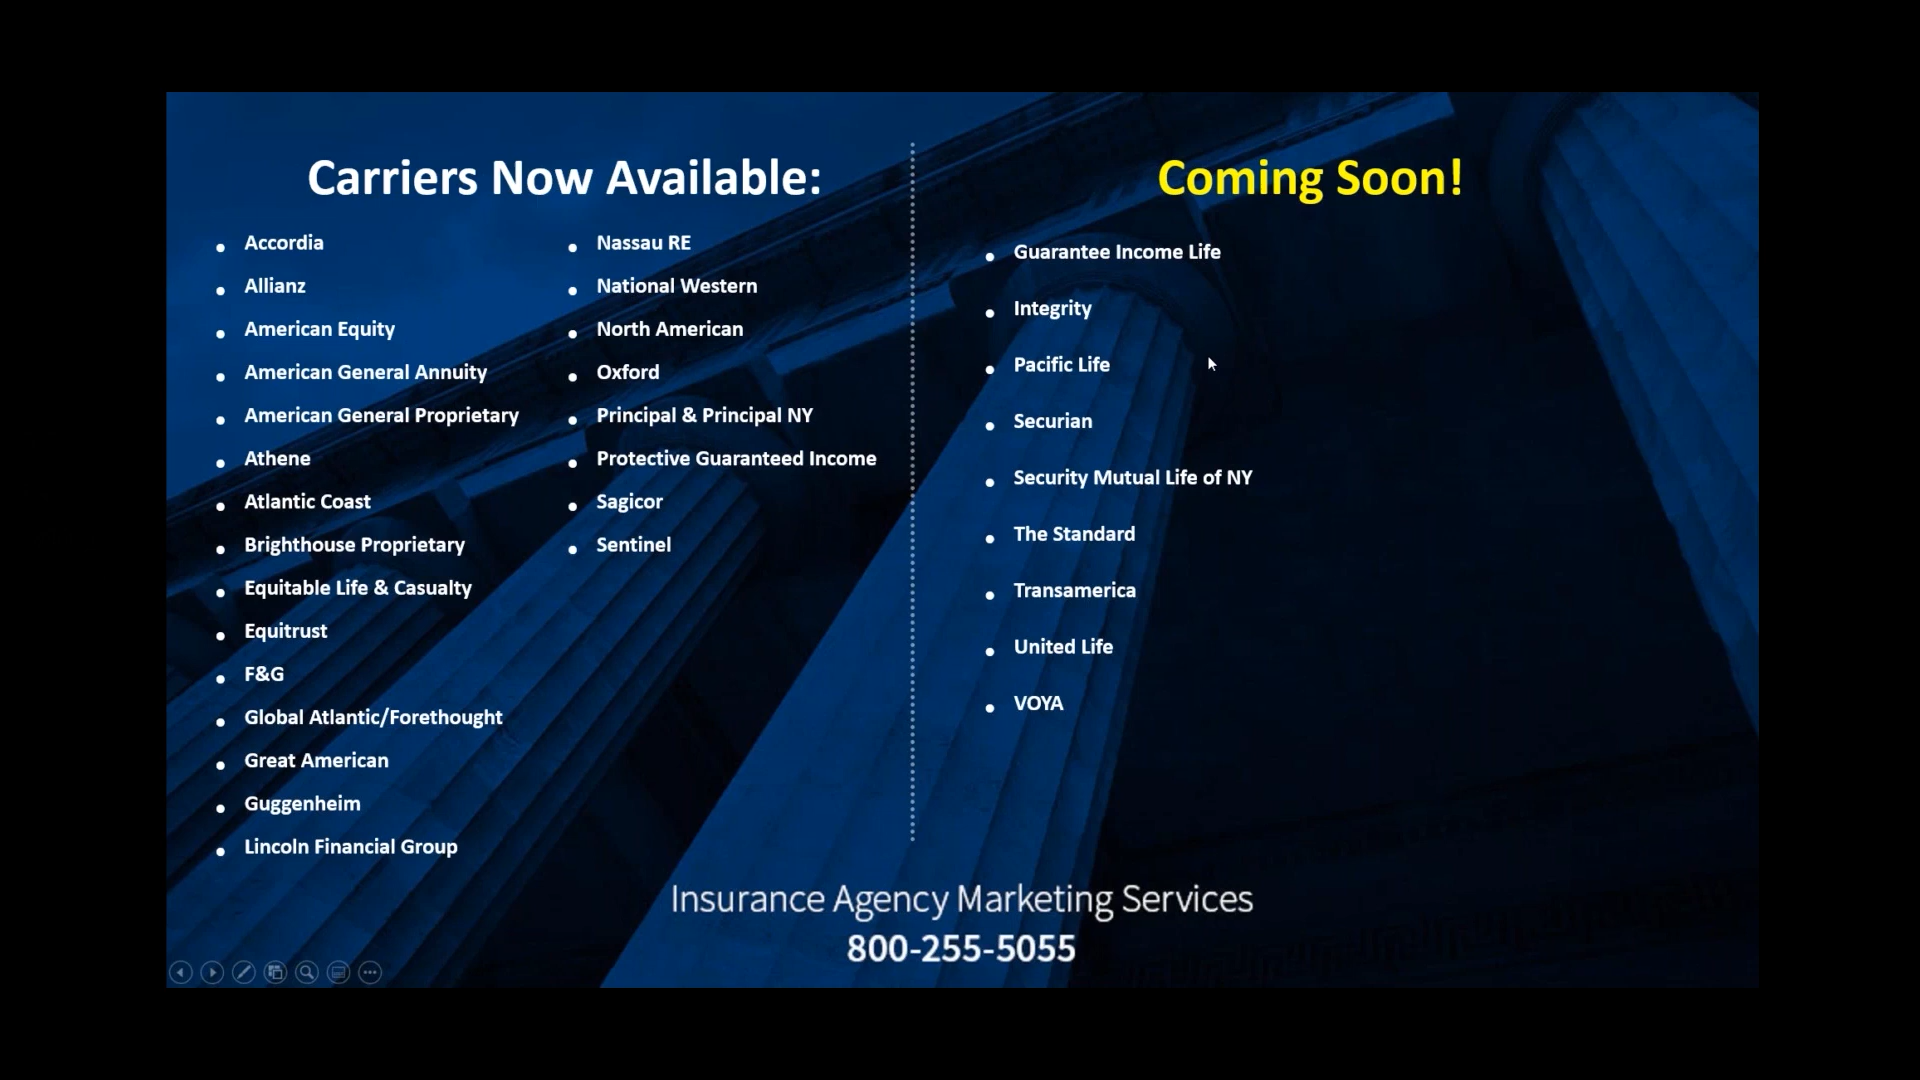 Carriers Now Available:
Accordia
Allianz
American Equity
American General Annuity
American General Proprietary
Athene
Atlantic Coast
Brighthouse Proprietary
Equitable Life & Casualty
Equitrust
F&G
Global Atlantic/Forethought
Great American
Guggenheim
Lincoln Financial Group
Nassau RE
National Western
North American
Oxford
Principal & Principal NY
Protective Guaranteed Income
Sagicor
Sentinel
Coming Soon!
Guarantee Income Life
Integrity
Pacific Life
Securian
Security Mutual Life of NY
The Standard
Transamerica
United Life
VOYA
Insurance Agency Marketing Services
800-255-5055